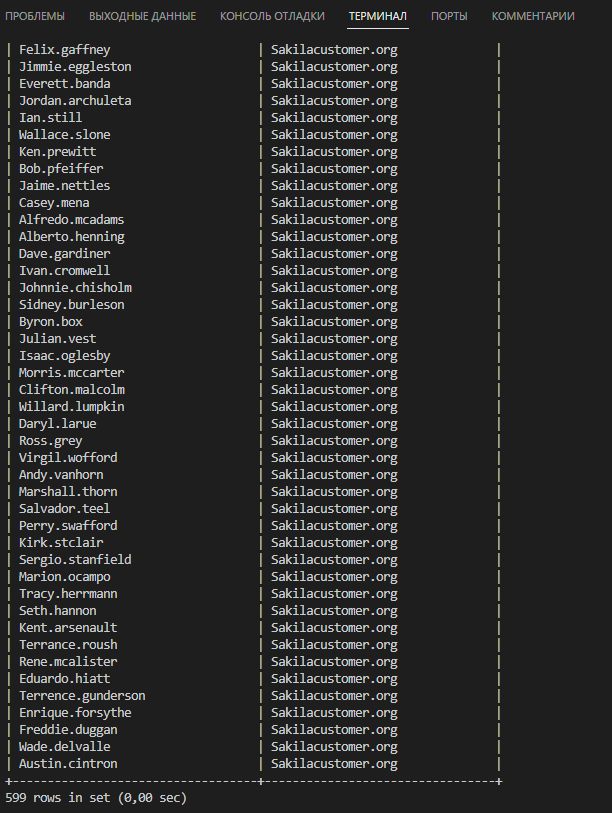 ПРОБЛЕМЫ ВЫХОДНЫЕ ДАННЫЕ КОНСОЛЬ ОТЛАДКИ ТЕРМИНАЛ ПОРТЫ КОММЕНТАРИИ
| Felix.gaffney | Sakilacustomer.org |
| Jimmie.eggleston | Sakilacustomer.org |
| Everett.banda | Sakilacustomer.org |
| Jordan.archuleta | Sakilacustomer.org |
| Ian.still | Sakilacustomer.org |
| Wallace.slone | Sakilacustomer.org |
| Ken.prewitt | Sakilacustomer.org |
| Bob.pfeiffer | Sakilacustomer.org |
| Jaime.nettles | Sakilacustomer.org |
| Casey.mena | Sakilacustomer.org |
| Alfredo.mcadams | Sakilacustomer.org |
| Alberto.henning | Sakilacustomer.org |
| Dave.gardiner | Sakilacustomer.org |
| Ivan.cromwell | Sakilacustomer.org |
| Johnnie.chisholm | Sakilacustomer.org |
| Sidney.burleson | Sakilacustomer.org |
| Byron.box | Sakilacustomer.org |
| Julian.vest | Sakilacustomer.org |
| Isaac.oglesby | Sakilacustomer.org |
| Morris.mccarter | Sakilacustomer.org |
| Clifton.malcolm | Sakilacustomer.org |
| Willard.lumpkin | Sakilacustomer.org |
| Daryl.larue | Sakilacustomer.org |
| Ross.grey | Sakilacustomer.org |
| Virgil.wofford | Sakilacustomer.org |
| Andy.vanhorn | Sakilacustomer.org |
| Marshall.thorn | Sakilacustomer.org |
| Salvador.teel | Sakilacustomer.org |
| Perry.swafford | Sakilacustomer.org |
| Kirk.stclair | Sakilacustomer.org |
| Sergio.stanfield | Sakilacustomer.org |
| Marion.ocampo | Sakilacustomer.org |
| Tracy.herrmann | Sakilacustomer.org |
| Seth.hannon | Sakilacustomer.org |
| Kent.arsenault | Sakilacustomer.org |
| Terrance.roush | Sakilacustomer.org |
| Rene.mcalister | Sakilacustomer.org |
| Eduardo.hiatt | Sakilacustomer.org |
| Terrence.gunderson | Sakilacustomer.org |
| Enrique.forsythe | Sakilacustomer.org |
| Freddie.duggan | Sakilacustomer.org |
| Wade.delvalle | Sakilacustomer.org |
| Austin.cintron | Sakilacustomer.org |
+-----------------------------------+---------------------------------+
599 rows in set (0,00 sec)